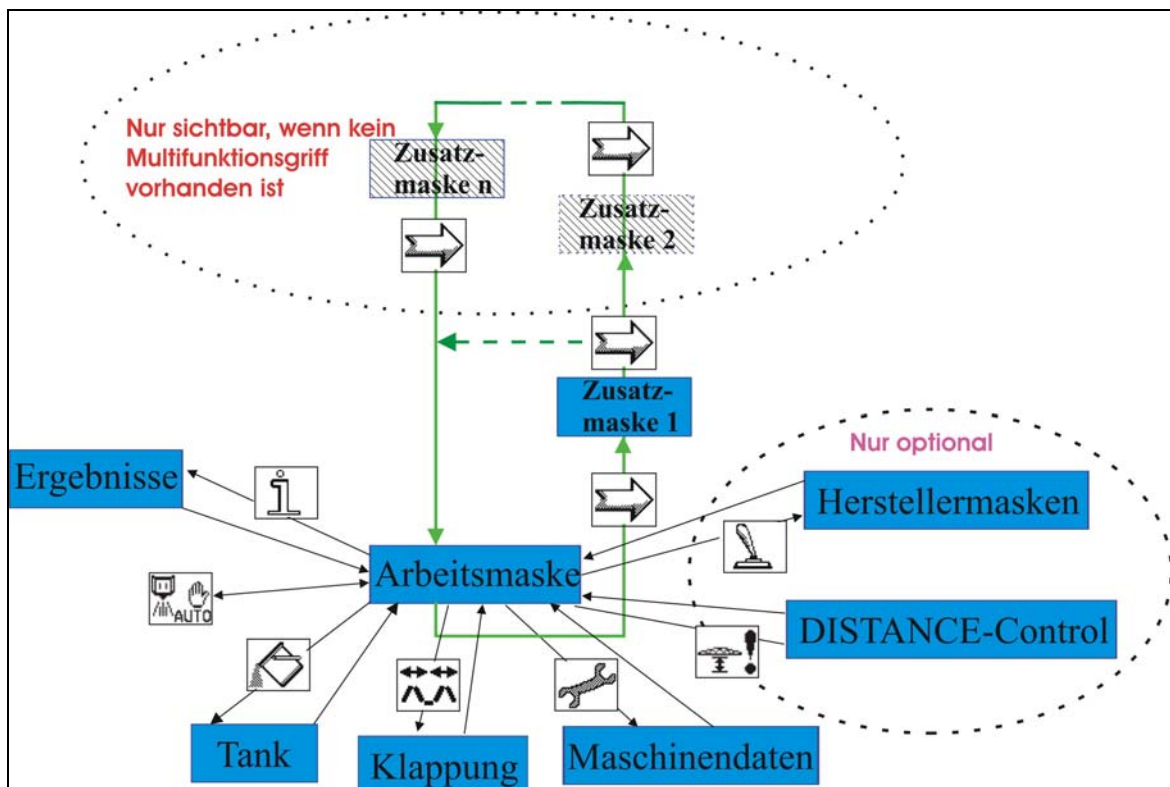 Nur sichtbar, wenn kein
Multifunktionsgriff
vorhanden ist
Zusatz-
maske n
Zusatz-
maske 2
Zusatz-
maske 1
Nur optional
Ergebnisse
i
Herstellermasken
Arbeitsmaske
AUTO
DISTANCE-Control
Tank
Klappung
Maschinendaten